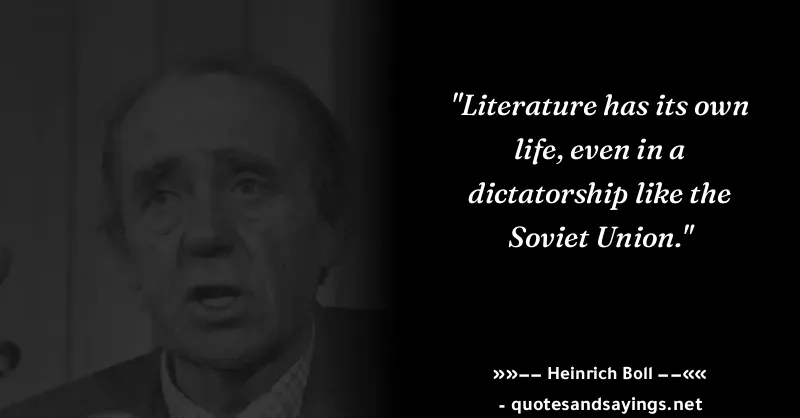 "Literature has its own
life, even in a
dictatorship like the
Soviet Union."
»»−− Heinrich Boll −−««
- quotesandsayings.net